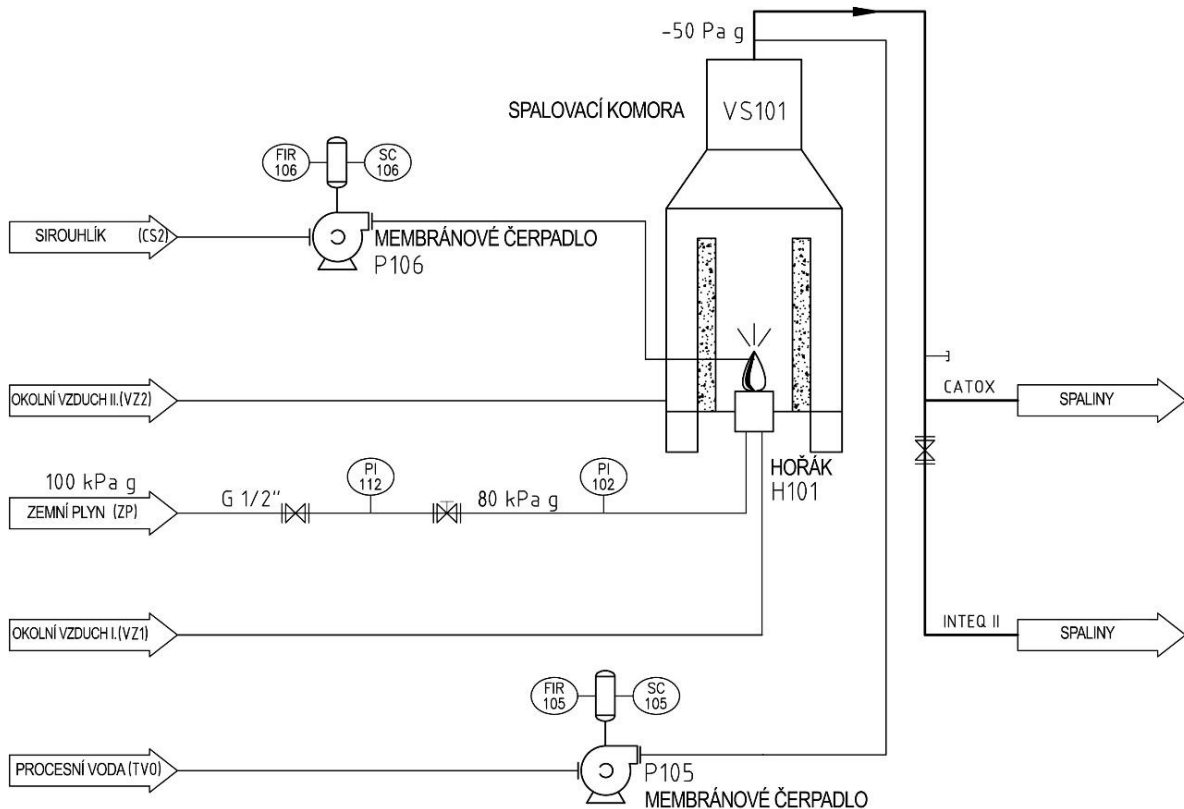 -50 Pa g
SPALOVACÍ KOMORA
VS101
FIR
106
SC
106
SIROUHLÍK (CS2)
MEMBRÁNOVÉ ČERPADLO
P106
OKOLNÍ VZDUCH II.(VZ2)
CATOX
SPALINY
HOŘÁK
H101
100 kPa g
ZEMNÍ PLYN (ZP)
G 1/2"
PI
112
80 kPa g
PI
102
OKOLNÍ VZDUCH I.(VZ1)
INTEQ II
SPALINY
FIR
105
SC
105
PROCESNÍ VODA (TVO)
P105
MEMBRÁNOVÉ ČERPADLO